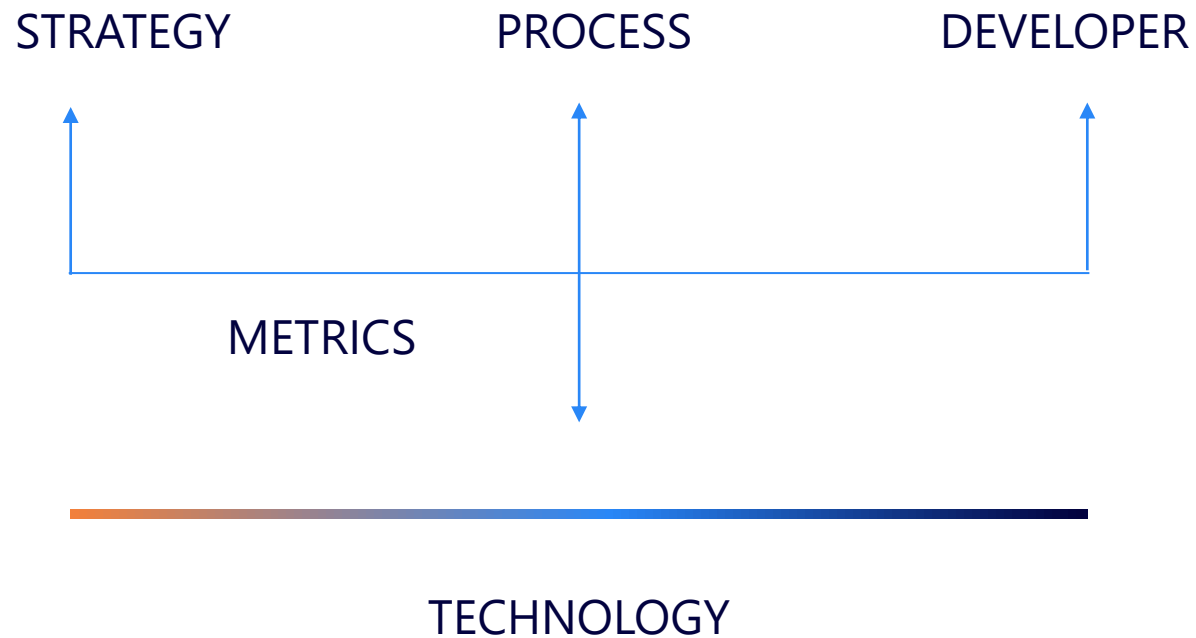 STRATEGY
PROCESS
DEVELOPER
METRICS
TECHNOLOGY